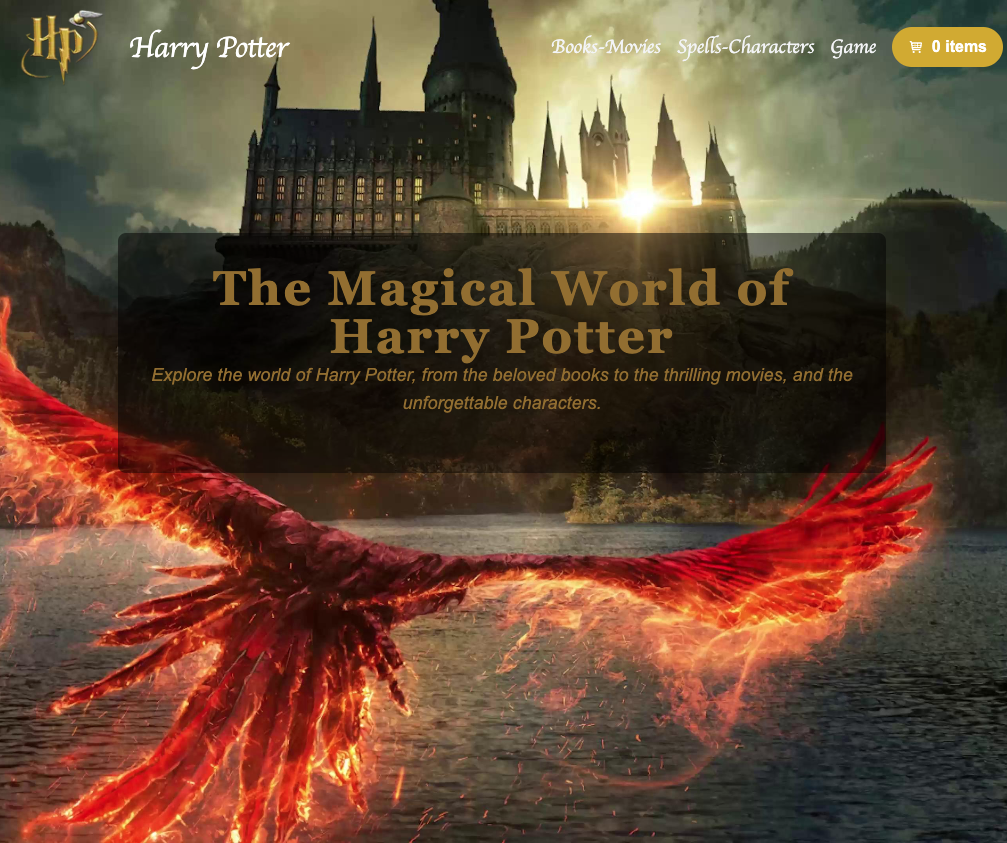 HP
Harry Potter
Books-Movies
Spells-Characters
Game
0 items
The Magical World of
Harry Potter
Explore the world of Harry Potter, from the beloved books to the thrilling movies, and the
unforgettable characters.